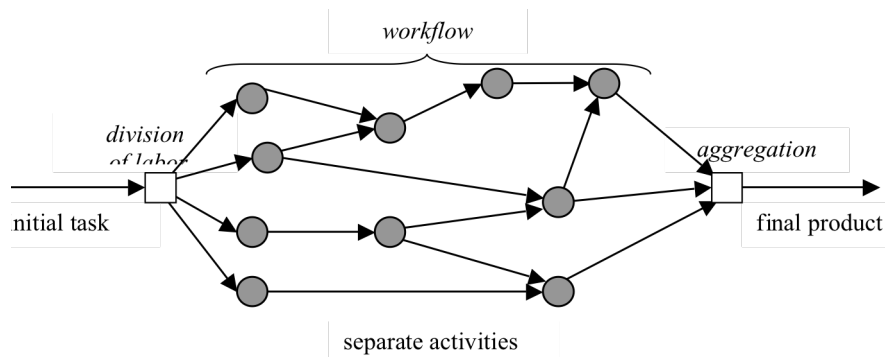 workflow
division
of labor
aggregation
nitial task
final product
separate activities